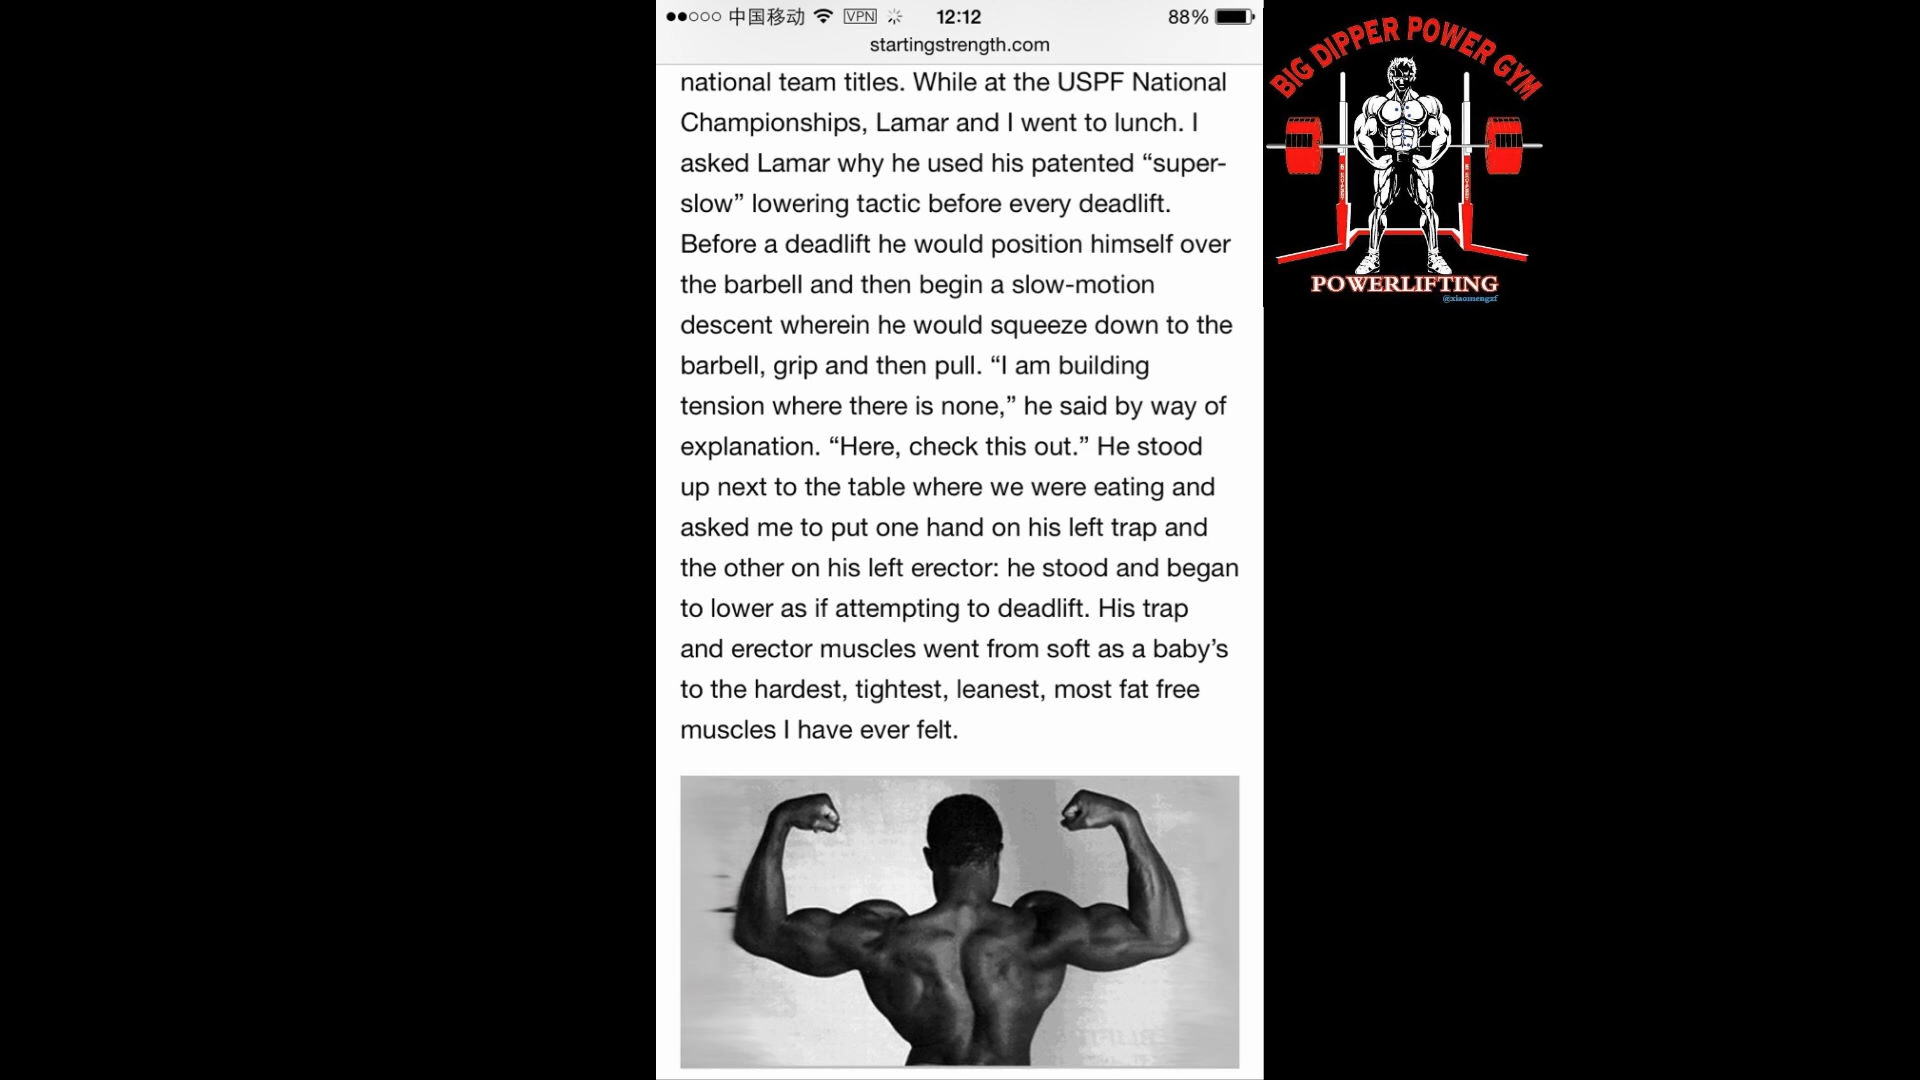 中国移动 VPN 12:12 88%
startingstrength.com
national team titles. While at the USPF National
Championships, Lamar and I went to lunch. I
asked Lamar why he used his patented “super-
slow” lowering tactic before every deadlift.
Before a deadlift he would position himself over
the barbell and then begin a slow-motion
descent wherein he would squeeze down to the
barbell, grip and then pull. “I am building
tension where there is none,” he said by way of
explanation. “Here, check this out.” He stood
up next to the table where we were eating and
asked me to put one hand on his left trap and
the other on his left erector: he stood and began
to lower as if attempting to deadlift. His trap
and erector muscles went from soft as a baby’s
to the hardest, tightest, leanest, most fat free
muscles I have ever felt.
BIG DIPPER POWER GYM
POWERLIFTING
@xiaomengzf